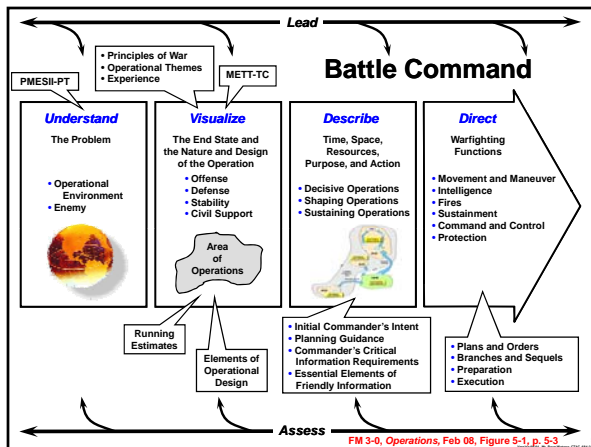 Lead
• Principles of War
• Operational Themes
• Experience
METT-TC
PMESII-PT
Battle Command
Understand
The Problem
• Operational
Environment
• Enemy
Visualize
The End State and
the Nature and Design
of the Operation
• Offense
• Defense
• Stability
• Civil Support
Area
of
Operations
Describe
Time, Space,
Resources,
Purpose, and Action
• Decisive Operations
• Shaping Operations
• Sustaining Operations
Direct
Warfighting
Functions
• Movement and Maneuver
• Intelligence
• Fires
• Sustainment
• Command and Control
• Protection
Running
Estimates
Elements of
Operational
Design
• Initial Commander's Intent
• Planning Guidance
• Commander's Critical
Information Requirements
• Essential Elements of
Friendly Information
• Plans and Orders
• Branches and Sequels
• Preparation
• Execution
Assess
FM 3-0, Operations, Feb 08, Figure 5-1, p. 5-3